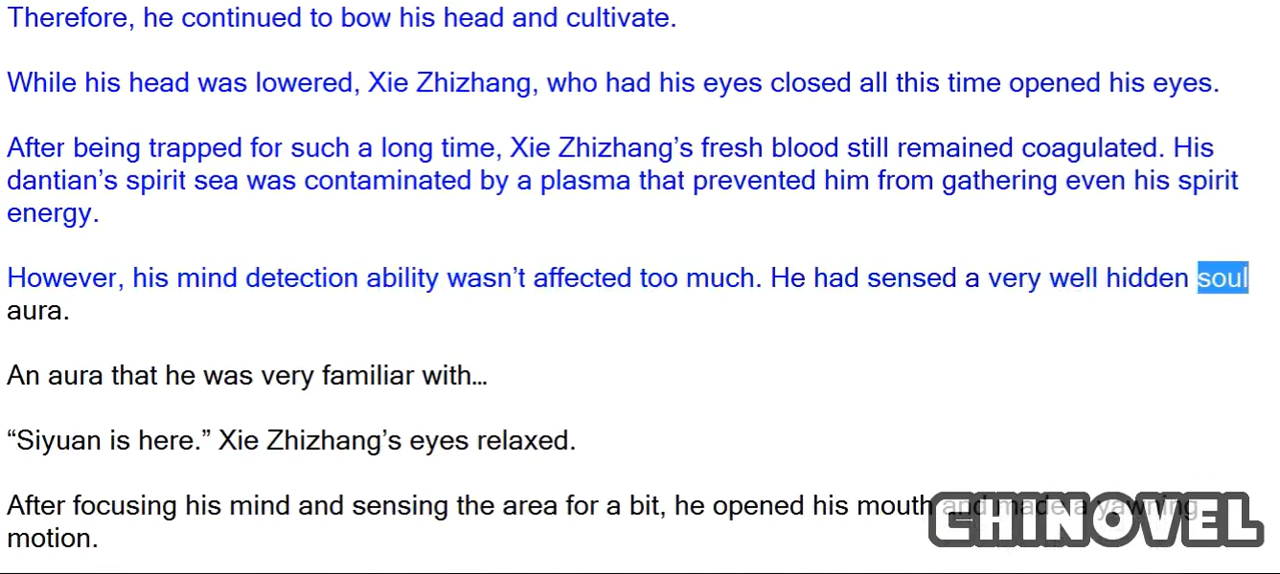 Therefore, he continued to bow his head and cultivate.
While his head was lowered, Xie Zhizhang, who had his eyes closed all this time opened his eyes.
After being trapped for such a long time, Xie Zhizhang’s fresh blood still remained coagulated. His
dantian’s spirit sea was contaminated by a plasma that prevented him from gathering even his spirit
energy.
However, his mind detection ability wasn’t affected too much. He had sensed a very well hidden soul
aura.
An aura that he was very familiar with…
“Siyuan is here.” Xie Zhizhang’s eyes relaxed.
After focusing his mind and sensing the area for a bit, he opened his mouth and made a yawning
motion.
CHINOVEL